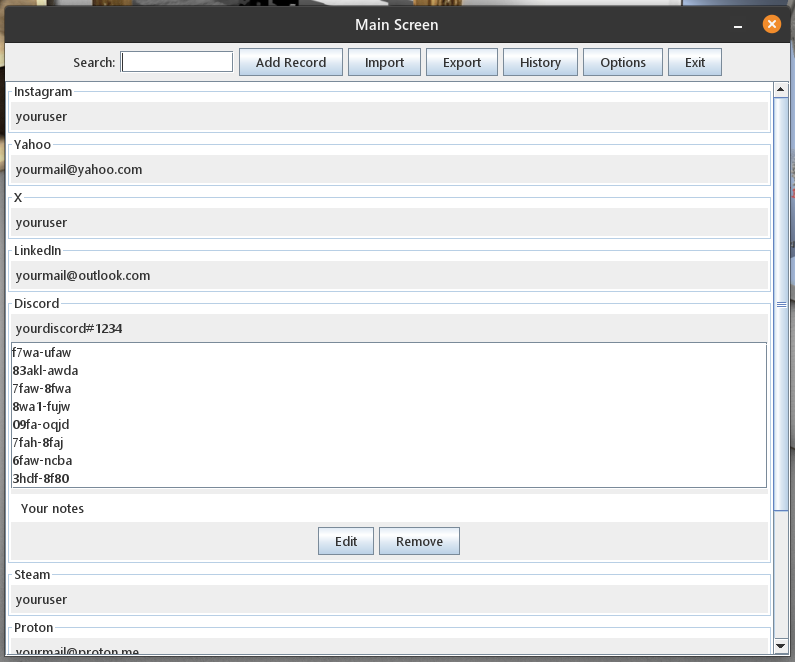 Main Screen
Search: Add Record Import Export History Options Exit
Instagram
youruser
Yahoo
yourmail@yahoo.com
X
youruser
LinkedIn
yourmail@outlook.com
Discord
yourdiscord#1234
f7wa-ufaw
83akl-awda
7faw-8fwa
8wa1-fujw
09fa-oqjd
7fah-8faj
6faw-ncba
3hdf-8f80
Your notes
Edit Remove
Steam
youruser
Proton
yourmail@proton.me